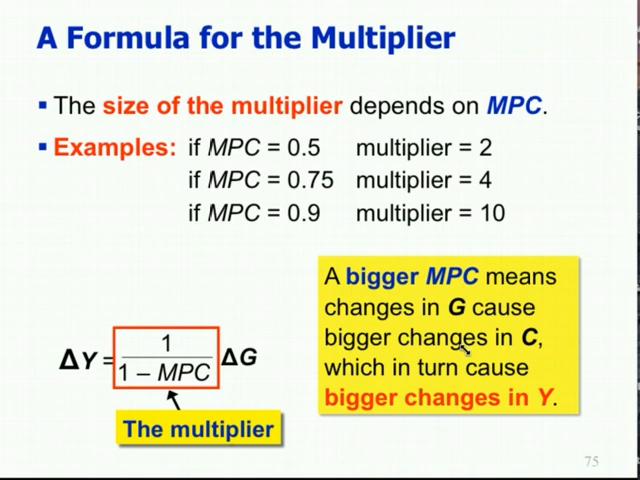 A Formula for the Multiplier
▪ The size of the multiplier depends on MPC.
▪ Examples: if MPC = 0.5 multiplier = 2
if MPC = 0.75 multiplier = 4
if MPC = 0.9 multiplier = 10
A bigger MPC means
changes in G cause
bigger changes in C,
which in turn cause
bigger changes in Y.
ΔY = 1 / (1 – MPC) ΔG
The multiplier
75